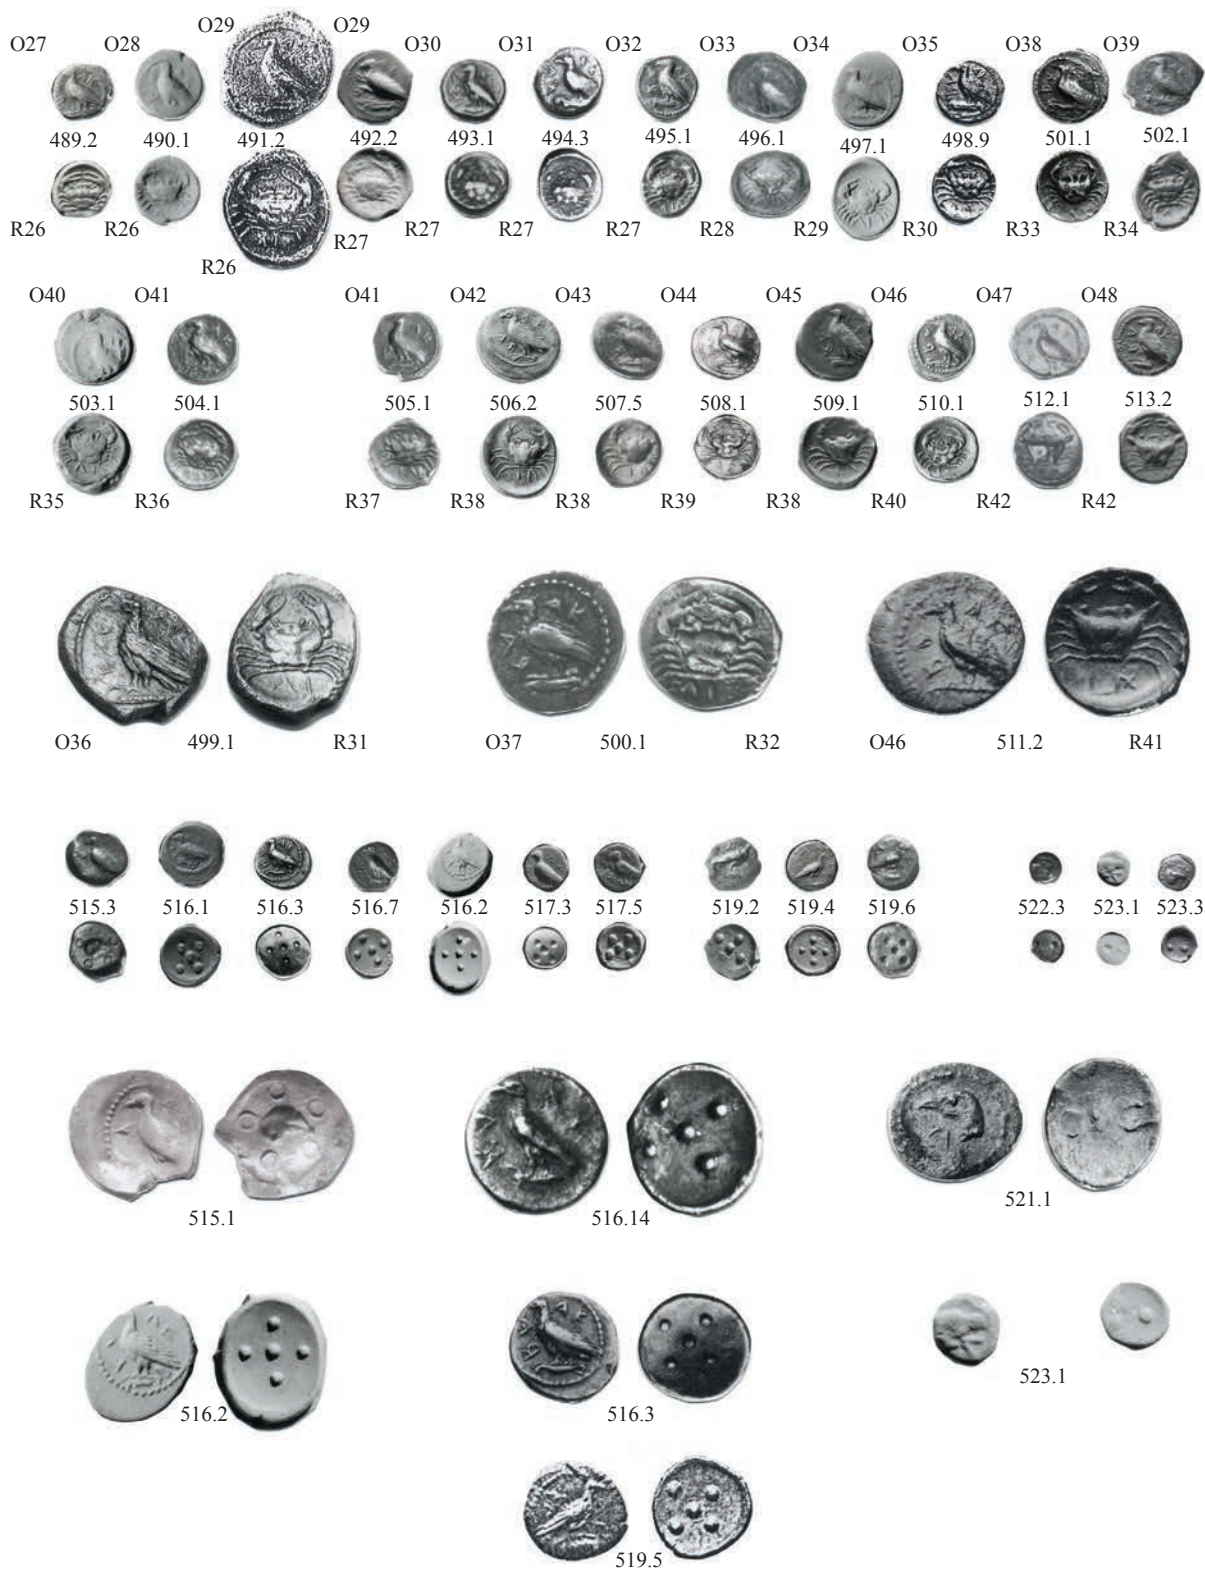 O27 O28 O29 O29 O30 O31 O32 O33 O34 O35 O38 O39
489.2 490.1 491.2 492.2 493.1 494.3 495.1 496.1 497.1 498.9 501.1 502.1
R26 R26 R26 R27 R27 R27 R27 R28 R29 R30 R33 R34
O40 O41 O41 O42 O43 O44 O45 O46 O47 O48
503.1 504.1 505.1 506.2 507.5 508.1 509.1 510.1 512.1 513.2
R35 R36 R37 R38 R38 R39 R38 R40 R42 R42
O36 499.1 R31 O37 500.1 R32 O46 511.2 R41
515.3 516.1 516.3 516.7 516.2 517.3 517.5 519.2 519.4 519.6 522.3 523.1 523.3
515.1 516.14 521.1
516.2 516.3 523.1
519.5